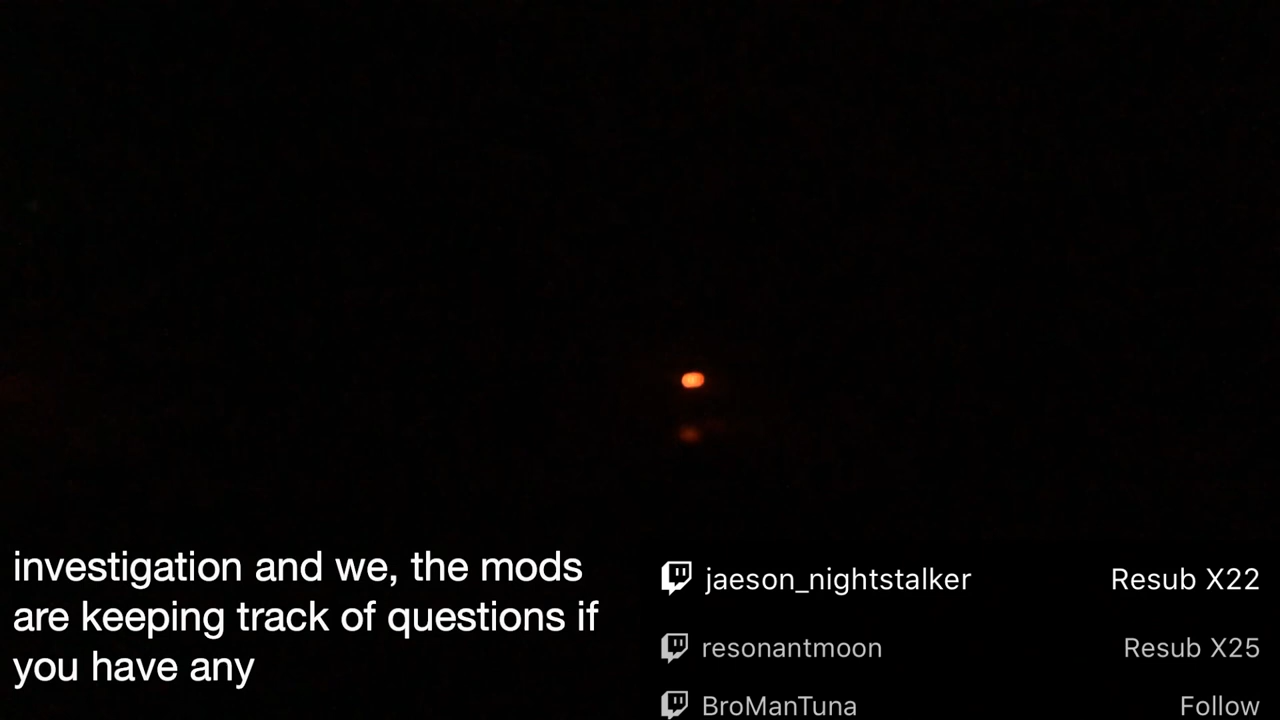 investigation and we, the mods
are keeping track of questions if
you have any
jaeson_nightstalker Resub X22
resonantmoon Resub X25
BroManTuna Follow